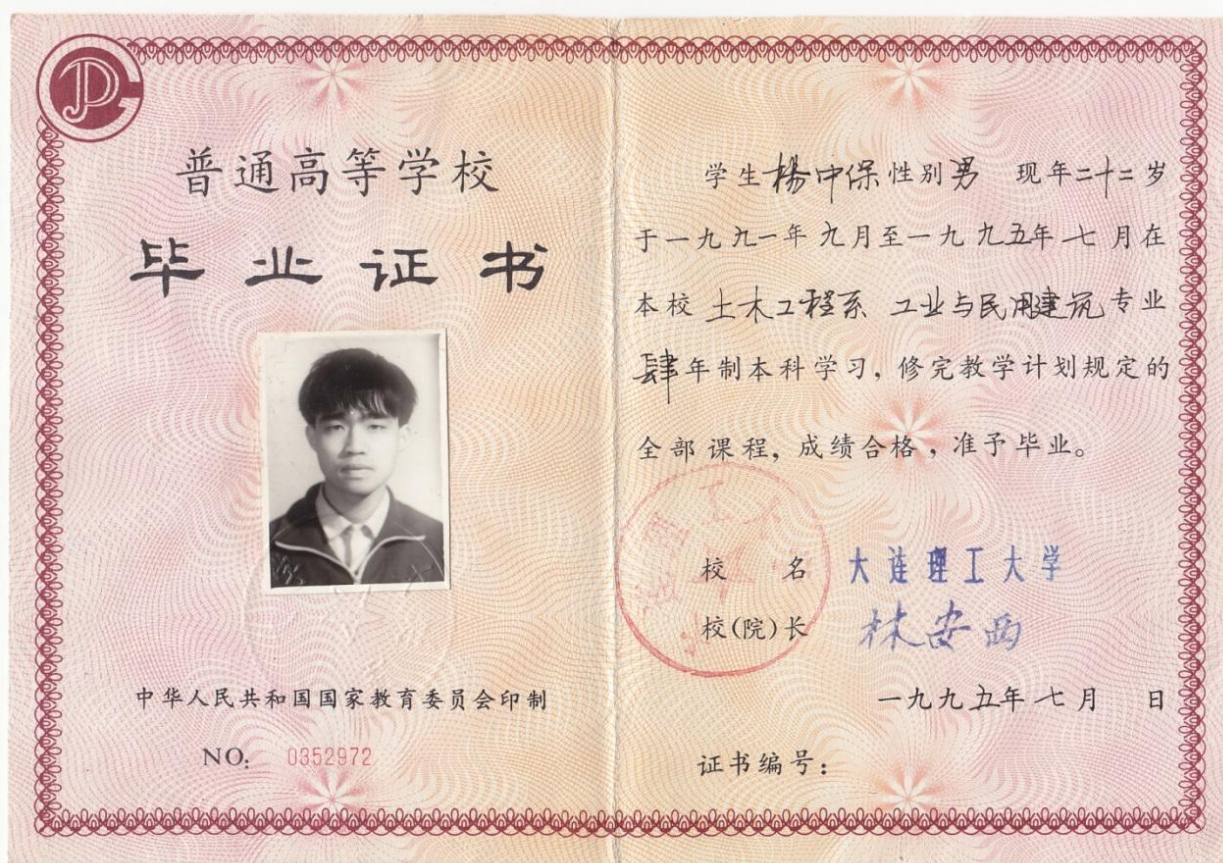 普通高等学校
毕业证书
中华人民共和国国家教育委员会印制
NO: 0352972
学生杨中保性别男 现年二十二岁
于一九九一年九月至一九九五年七月在
本校 土木工程系 工业与民用建筑专业
肆年制本科学习,修完教学计划规定的
全部课程,成绩合格,准予毕业。
校 名 大连理工大学
校(院)长 林安西
一九九五年七月 日
证书编号: